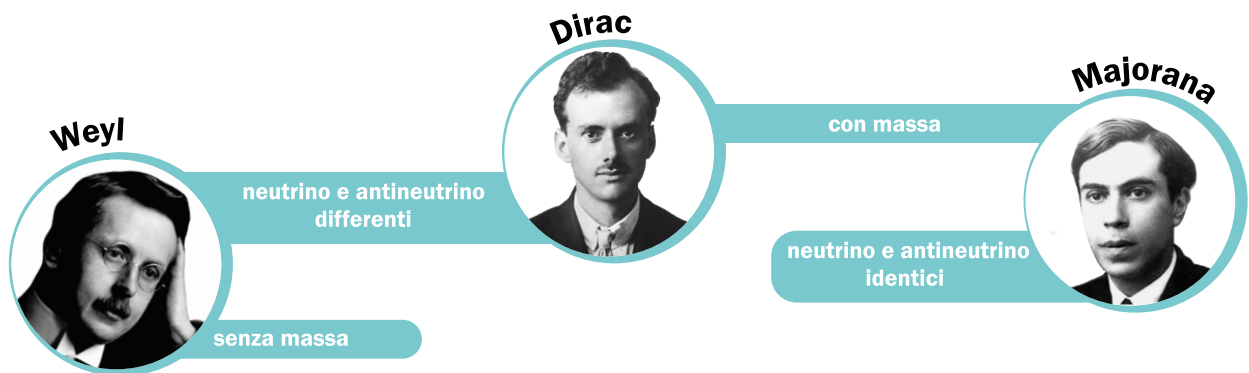 Weyl
Dirac
Majorana
con massa
neutrino e antineutrino
differenti
neutrino e antineutrino
identici
senza massa